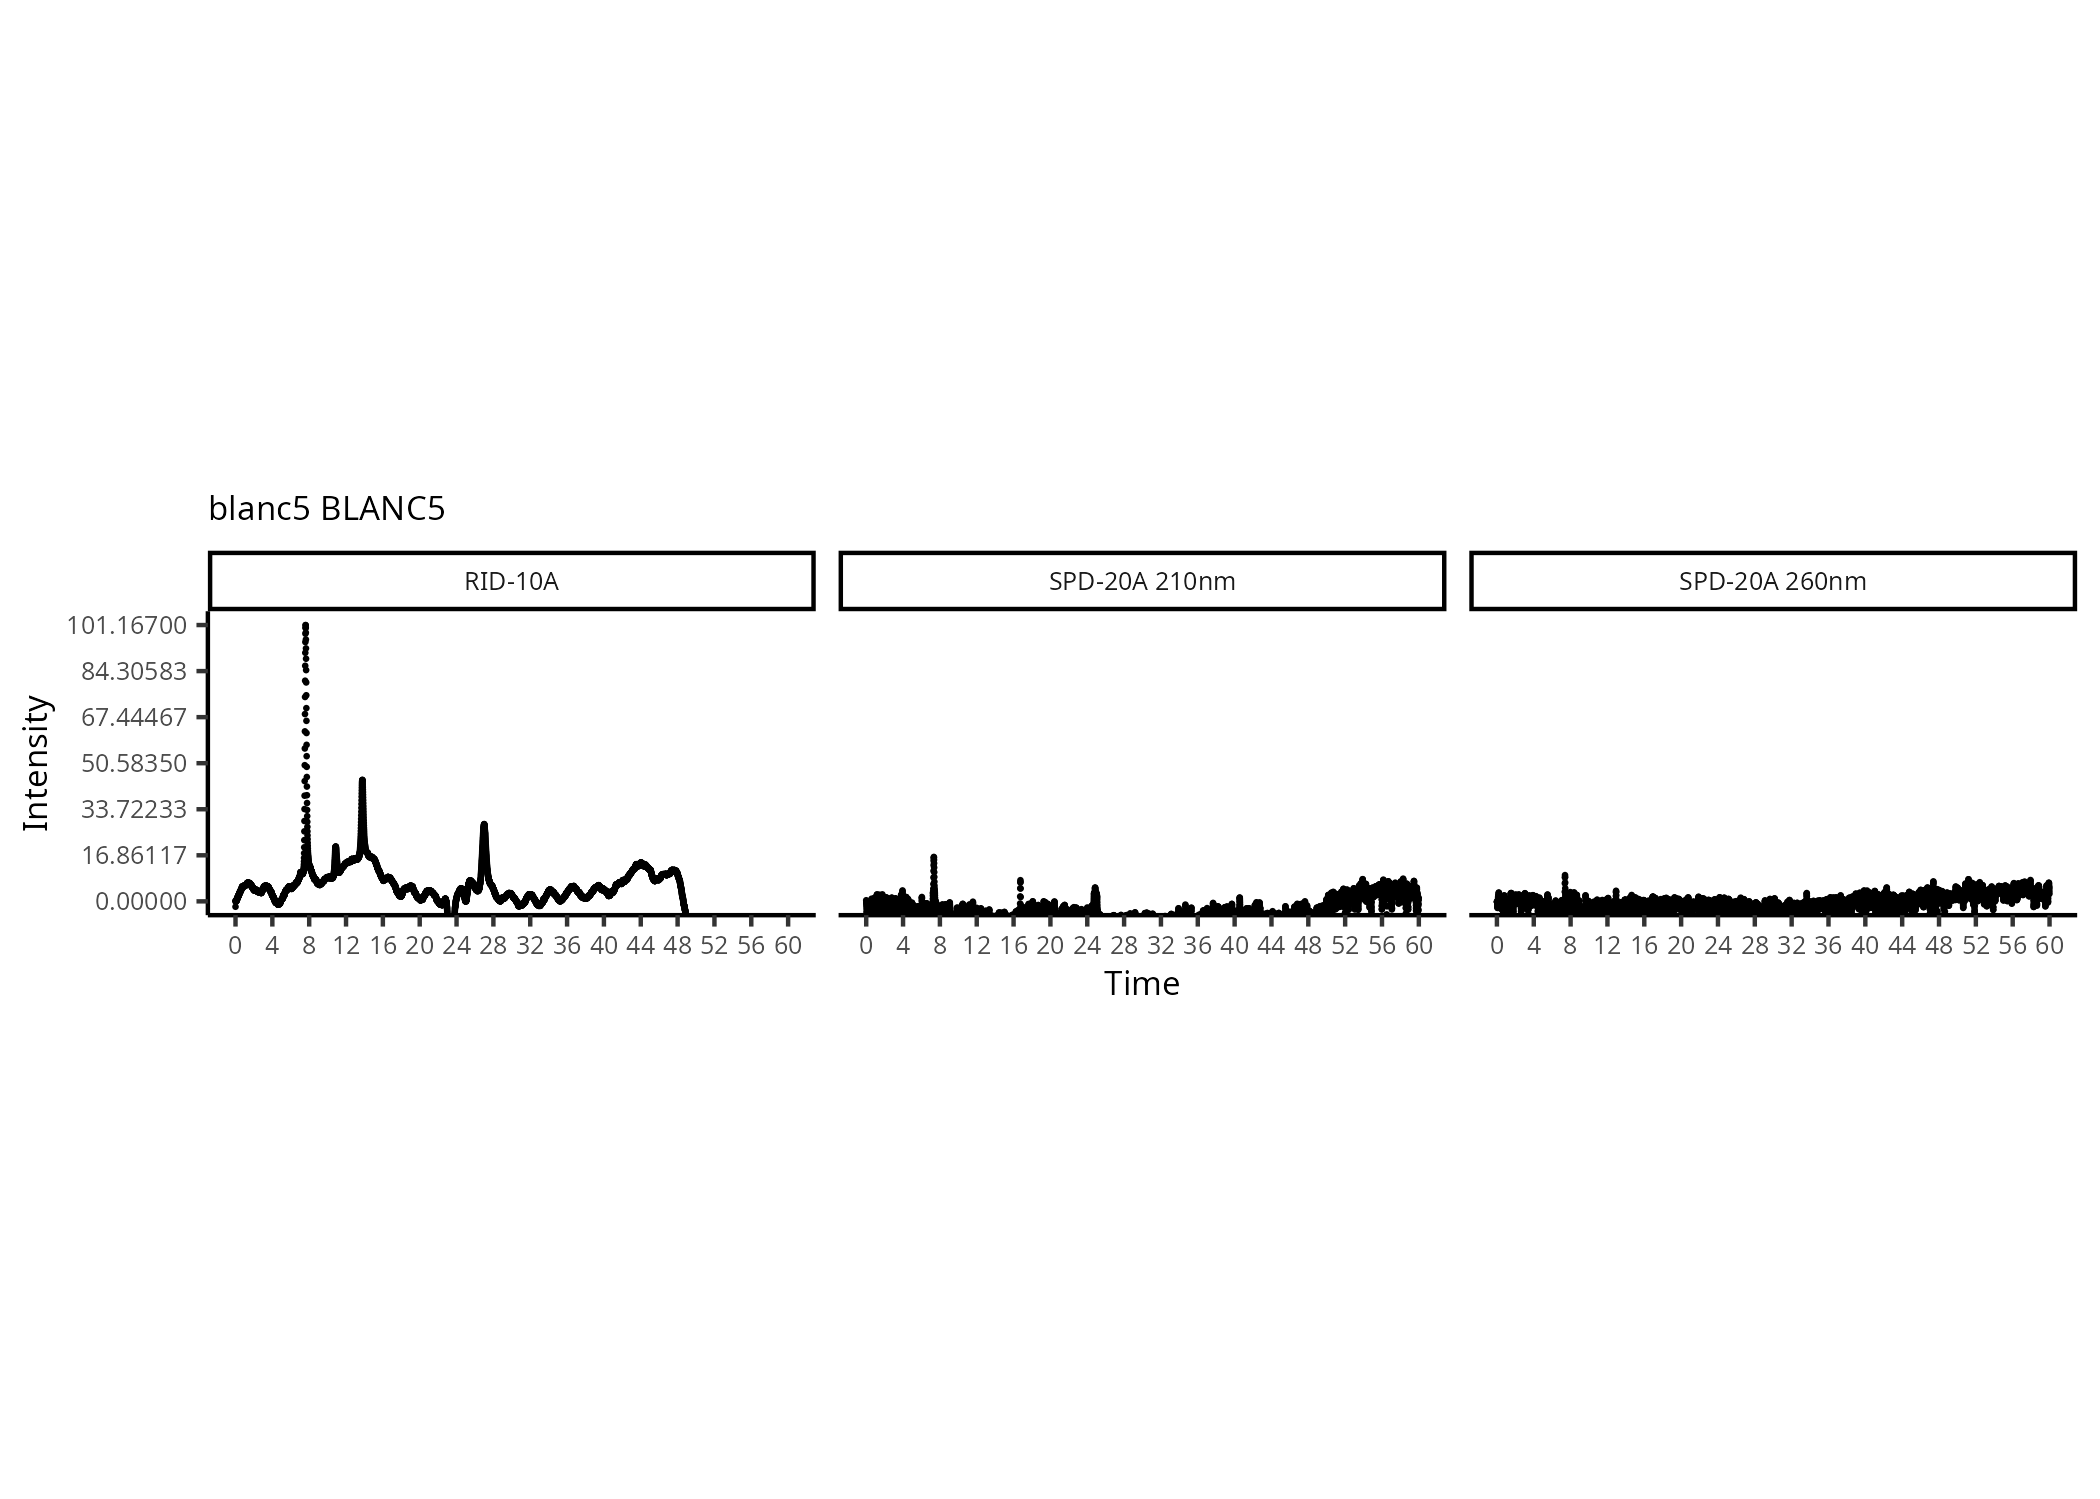 blanc5 BLANC5
RID-10A SPD-20A 210nm SPD-20A 260nm
101.16700
84.30583
67.44467
50.58350
33.72233
16.86117
0.00000
Intensity
0 4 8 12 16 20 24 28 32 36 40 44 48 52 56 60 0 4 8 12 16 20 24 28 32 36 40 44 48 52 56 60 0 4 8 12 16 20 24 28 32 36 40 44 48 52 56 60
Time